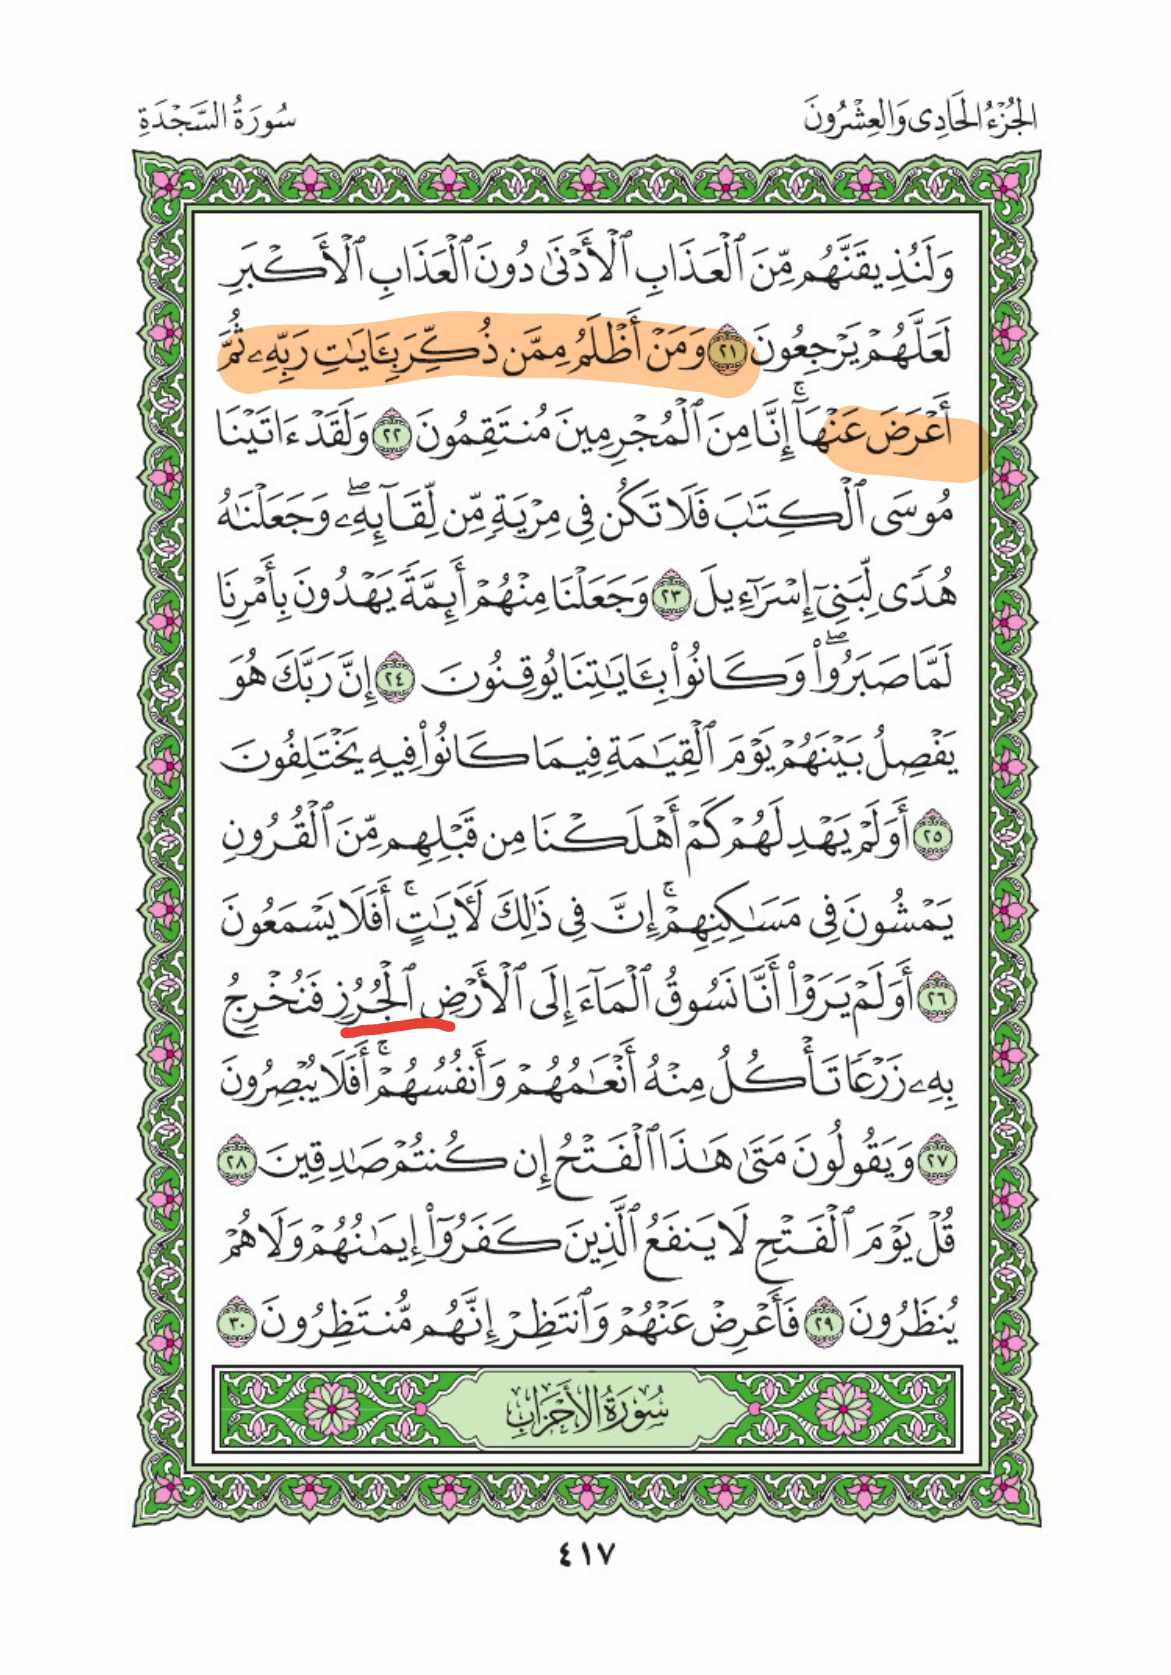 الجُزْءُ الحَادِى وَالعِشْرُونَ
سُورَةُ السَّجْدَةِ
وَلَنُذِيقَنَّهُم مِّنَ ٱلْعَذَابِ ٱلْأَدْنَىٰ دُونَ ٱلْعَذَابِ ٱلْأَكْبَرِ
لَعَلَّهُمْ يَرْجِعُونَ ٢١ وَمَنْ أَظْلَمُ مِمَّن ذُكِّرَ بِـَٔايَٰتِ رَبِّهِۦ ثُمَّ
أَعْرَضَ عَنْهَآ ۚ إِنَّا مِنَ ٱلْمُجْرِمِينَ مُنتَقِمُونَ ٢٢ وَلَقَدْ ءَاتَيْنَا
مُوسَى ٱلْكِتَٰبَ فَلَا تَكُن فِى مِرْيَةٍ مِّن لِّقَآئِهِۦ ۖ وَجَعَلْنَٰهُ
هُدًى لِّبَنِىٓ إِسْرَٰٓءِيلَ ٢٣ وَجَعَلْنَا مِنْهُمْ أَئِمَّةً يَهْدُونَ بِأَمْرِنَا
لَمَّا صَبَرُوا۟ ۖ وَكَانُوا۟ بِـَٔايَٰتِنَا يُوقِنُونَ ٢٤ إِنَّ رَبَّكَ هُوَ
يَفْصِلُ بَيْنَهُمْ يَوْمَ ٱلْقِيَٰمَةِ فِيمَا كَانُوا۟ فِيهِ يَخْتَلِفُونَ
٢٥ أَوَلَمْ يَهْدِ لَهُمْ كَمْ أَهْلَكْنَا مِن قَبْلِهِم مِّنَ ٱلْقُرُونِ
يَمْشُونَ فِى مَسَٰكِنِهِمْ ۚ إِنَّ فِى ذَٰلِكَ لَـَٔايَٰتٍ ۖ أَفَلَا يَسْمَعُونَ
٢٦ أَوَلَمْ يَرَوْا۟ أَنَّا نَسُوقُ ٱلْمَآءَ إِلَى ٱلْأَرْضِ ٱلْجُرُزِ فَنُخْرِجُ
بِهِۦ زَرْعًا تَأْكُلُ مِنْهُ أَنْعَٰمُهُمْ وَأَنفُسُهُمْ ۚ أَفَلَا يُبْصِرُونَ
٢٧ وَيَقُولُونَ مَتَىٰ هَٰذَا ٱلْفَتْحُ إِن كُنتُمْ صَٰدِقِينَ ٢٨
قُلْ يَوْمَ ٱلْفَتْحِ لَا يَنفَعُ ٱلَّذِينَ كَفَرُوٓا۟ إِيمَٰنُهُمْ وَلَا هُمْ
يُنظَرُونَ ٢٩ فَأَعْرِضْ عَنْهُمْ وَٱنتَظِرْ إِنَّهُم مُّنتَظِرُونَ ٣٠
سُورَةُ الأَحْزَابِ
٤١٧